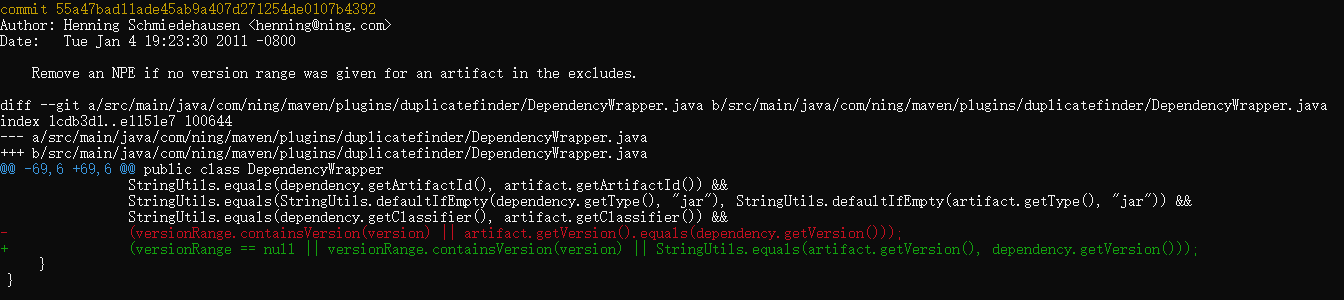 commit 55a47bad11ade45ab9a407d271254de0107b4392
Author: Henning Schmiedehausen <henning@ning.com>
Date:   Tue Jan 4 19:23:30 2011 -0800
    Remove an NPE if no version range was given for an artifact in the excludes.
diff --git a/src/main/java/com/ning/maven/plugins/duplicatefinder/DependencyWrapper.java b/src/main/java/com/ning/maven/plugins/duplicatefinder/DependencyWrapper.java
index 1cdb3d1..e1151e7 100644
--- a/src/main/java/com/ning/maven/plugins/duplicatefinder/DependencyWrapper.java
+++ b/src/main/java/com/ning/maven/plugins/duplicatefinder/DependencyWrapper.java
@@ -69,6 +69,6 @@ public class DependencyWrapper
                StringUtils.equals(dependency.getArtifactId(), artifact.getArtifactId()) &&
                StringUtils.equals(StringUtils.defaultIfEmpty(dependency.getType(), "jar"), StringUtils.defaultIfEmpty(artifact.getType(), "jar")) &&
                StringUtils.equals(dependency.getClassifier(), artifact.getClassifier()) &&
-               (versionRange.containsVersion(version) || artifact.getVersion().equals(dependency.getVersion()));
+               (versionRange == null || versionRange.containsVersion(version) || StringUtils.equals(artifact.getVersion(), dependency.getVersion()));
     }
 }